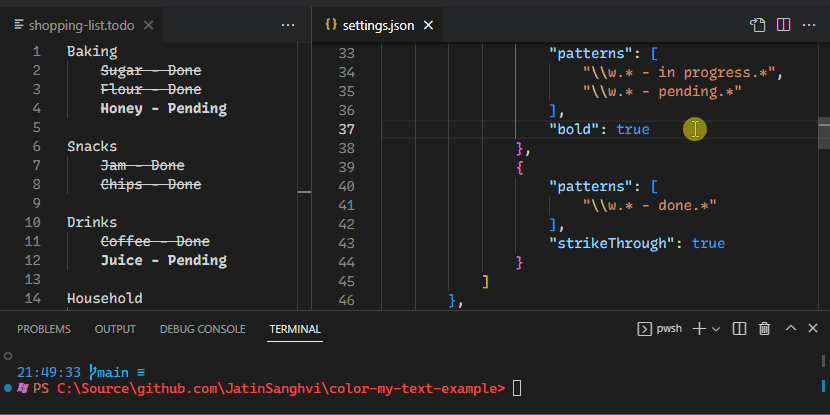 shopping-list.todo
settings.json
1 Baking
2 Sugar - Done
3 Flour - Done
4 Honey - Pending
5
6 Snacks
7 Jam - Done
8 Chips - Done
9
10 Drinks
11 Coffee - Done
12 Juice - Pending
13
14 Household
33 "patterns": [
34 "\\w.* - in progress.*",
35 "\\w.* - pending.*"
36 ],
37 "bold": true
38 },
39 {
40 "patterns": [
41 "\\w.* - done.*"
42 ],
43 "strikeThrough": true
44 }
45 ]
46 },
PROBLEMS OUTPUT DEBUG CONSOLE TERMINAL pwsh
21:49:33 main ≡
PS C:\Source\github.com\JatinSanghvi\color-my-text-example>